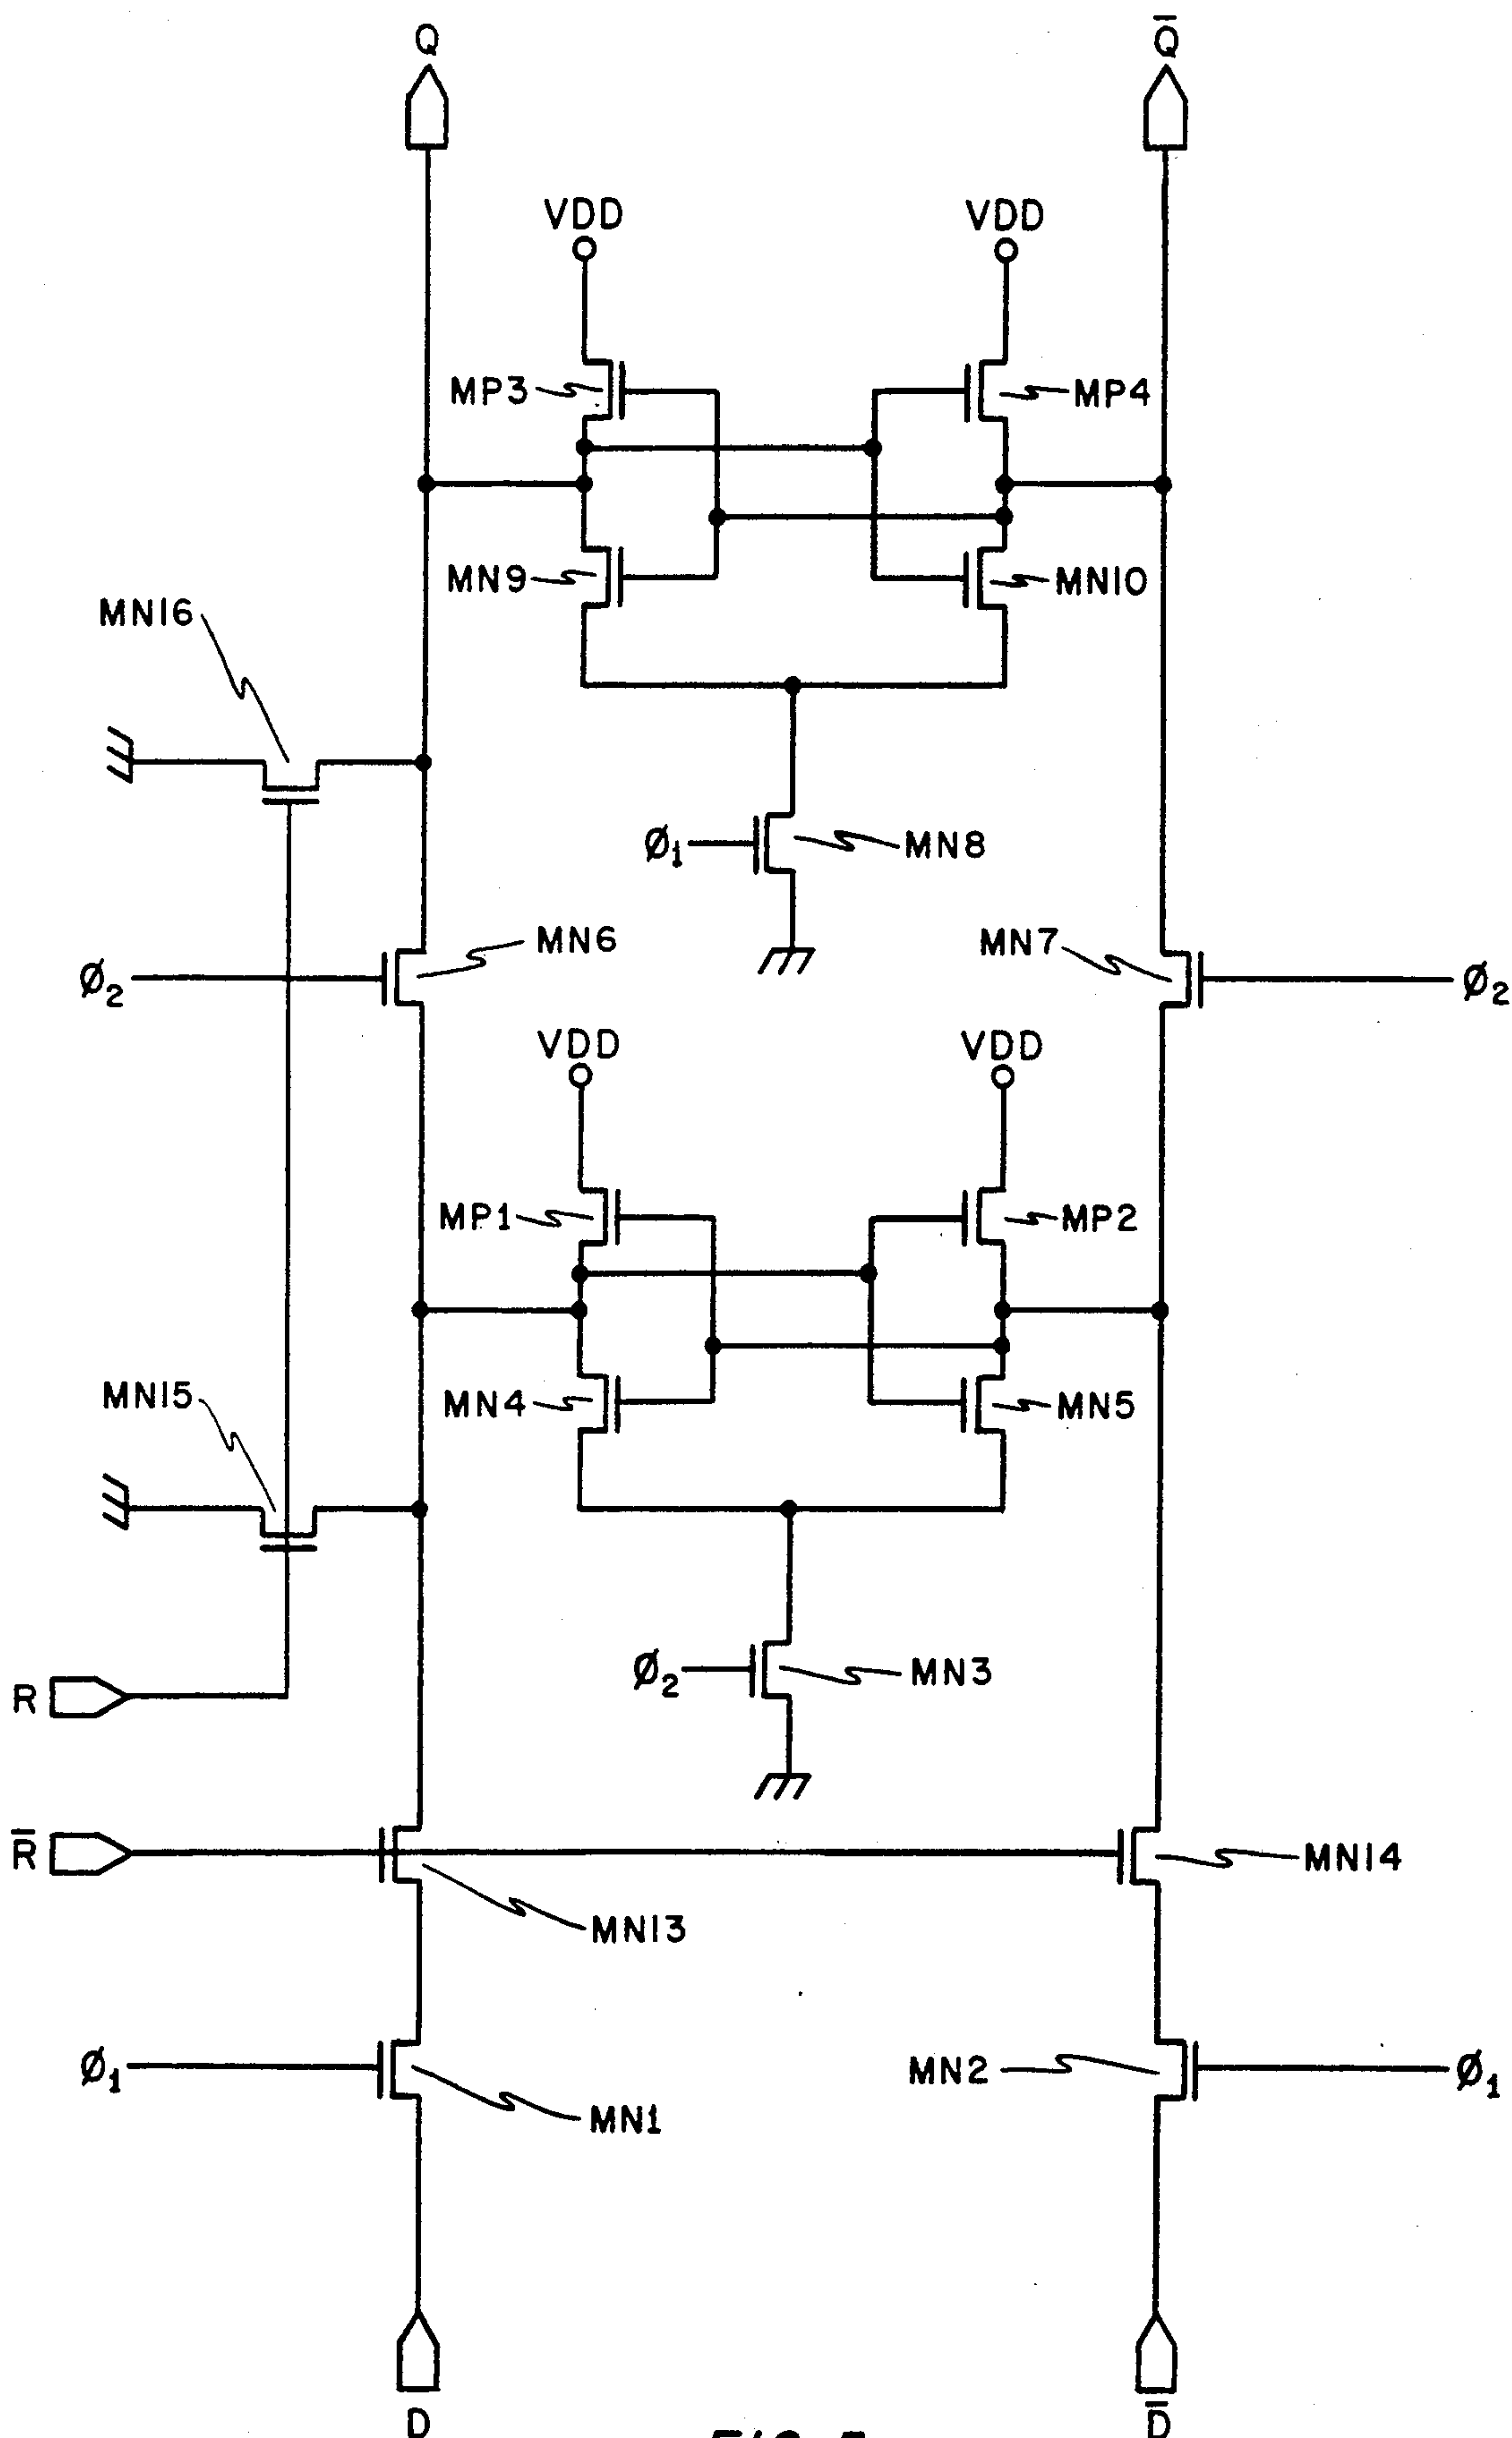 Q Q̅
VDD VDD
MP3 MP4
MN9 MN10
MN16
Ø1 MN8
MN6 MN7
Ø2 Ø2
VDD VDD
MP1 MP2
MN15 MN4 MN5
Ø2 MN3
R
R̅ MN14
MN13
Ø1 MN2 Ø1
MN1
D D̅